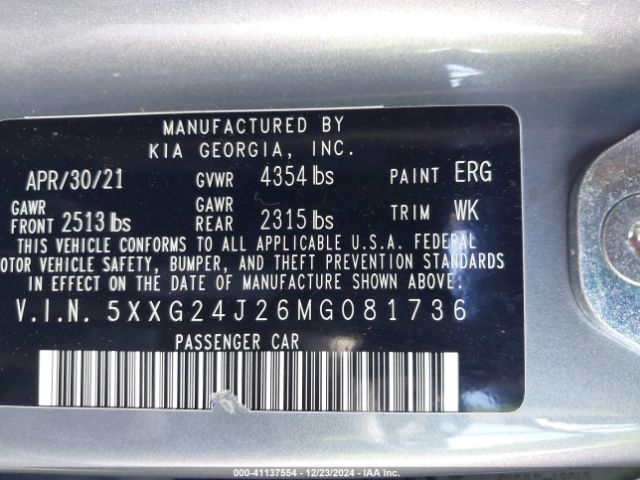 MANUFACTURED BY
KIA GEORGIA, INC.
APR/30/21 GVWR 4354 lbs PAINT ERG
GAWR FRONT 2513 lbs GAWR REAR 2315 lbs TRIM WK
THIS VEHICLE CONFORMS TO ALL APPLICABLE U.S.A. FEDERAL
OTOR VEHICLE SAFETY, BUMPER, AND THEFT PREVENTION STANDARDS
IN EFFECT ON THE DATE OF MANUFACTURE SHOWN ABOVE.
V.I.N. 5XXG24J26MG081736
PASSENGER CAR
000-41137554 | 12/23/2024 - IAA Inc.